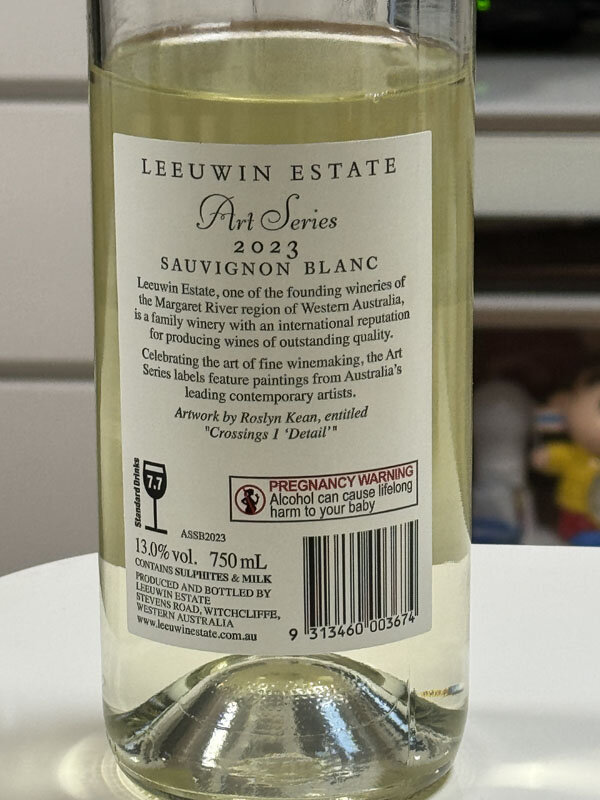 LEEUWIN ESTATE
Art Series
2023
SAUVIGNON BLANC
Leeuwin Estate, one of the founding wineries of
the Margaret River region of Western Australia,
is a family winery with an international reputation
for producing wines of outstanding quality.
Celebrating the art of fine winemaking, the Art
Series labels feature paintings from Australia's
leading contemporary artists.
Artwork by Roslyn Kean, entitled
"Crossings 1 'Detail'"
Standard Drinks
7.7
PREGNANCY WARNING
Alcohol can cause lifelong
harm to your baby
ASSB2023
13.0% vol. 750 mL
CONTAINS SULPHITES & MILK
PRODUCED AND BOTTLED BY
LEEUWIN ESTATE
STEVENS ROAD, WITCHCLIFFE,
WESTERN AUSTRALIA
www.leeuwinestate.com.au
9 313460 003674